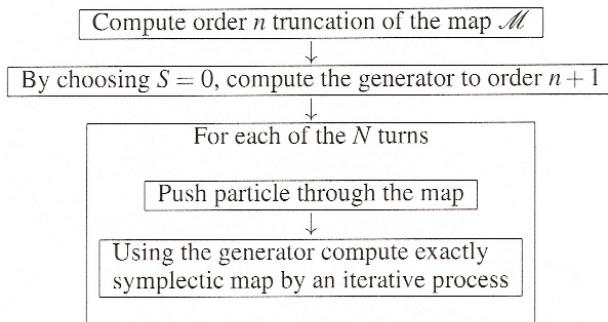 Compute order n truncation of the map ℳ
By choosing S = 0, compute the generator to order n + 1
For each of the N turns
Push particle through the map
Using the generator compute exactly
symplectic map by an iterative process